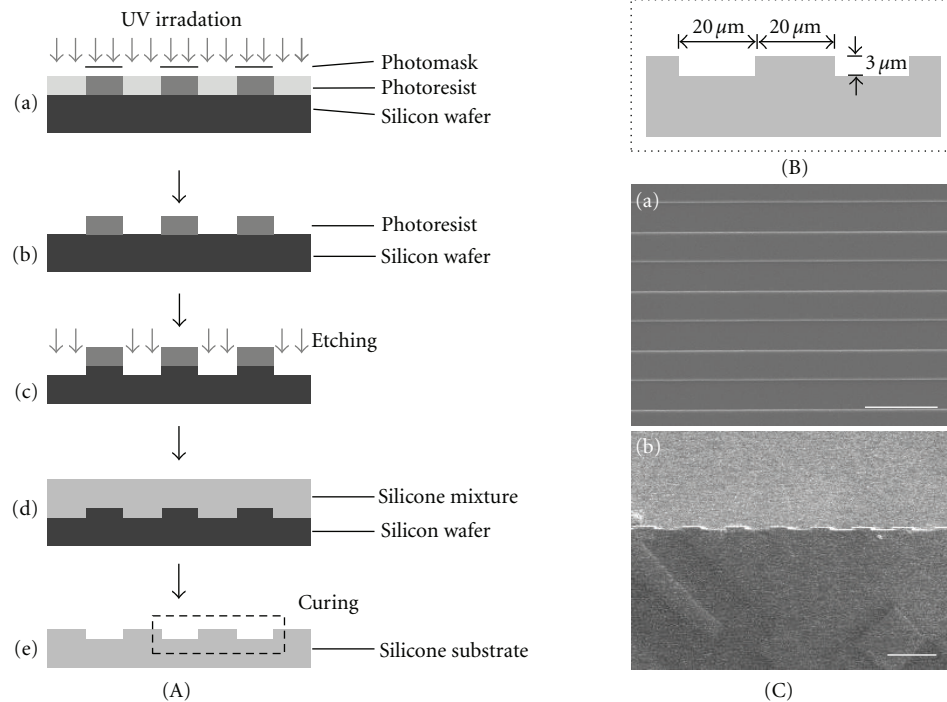 UV irradiation
Photomask
Photoresist
Silicon wafer
(a)
Photoresist
Silicon wafer
(b)
Etching
(c)
Silicone mixture
Silicon wafer
(d)
Curing
Silicone substrate
(e)
(A)
20 μm 20 μm
3 μm
(B)
(a)
(b)
(C)